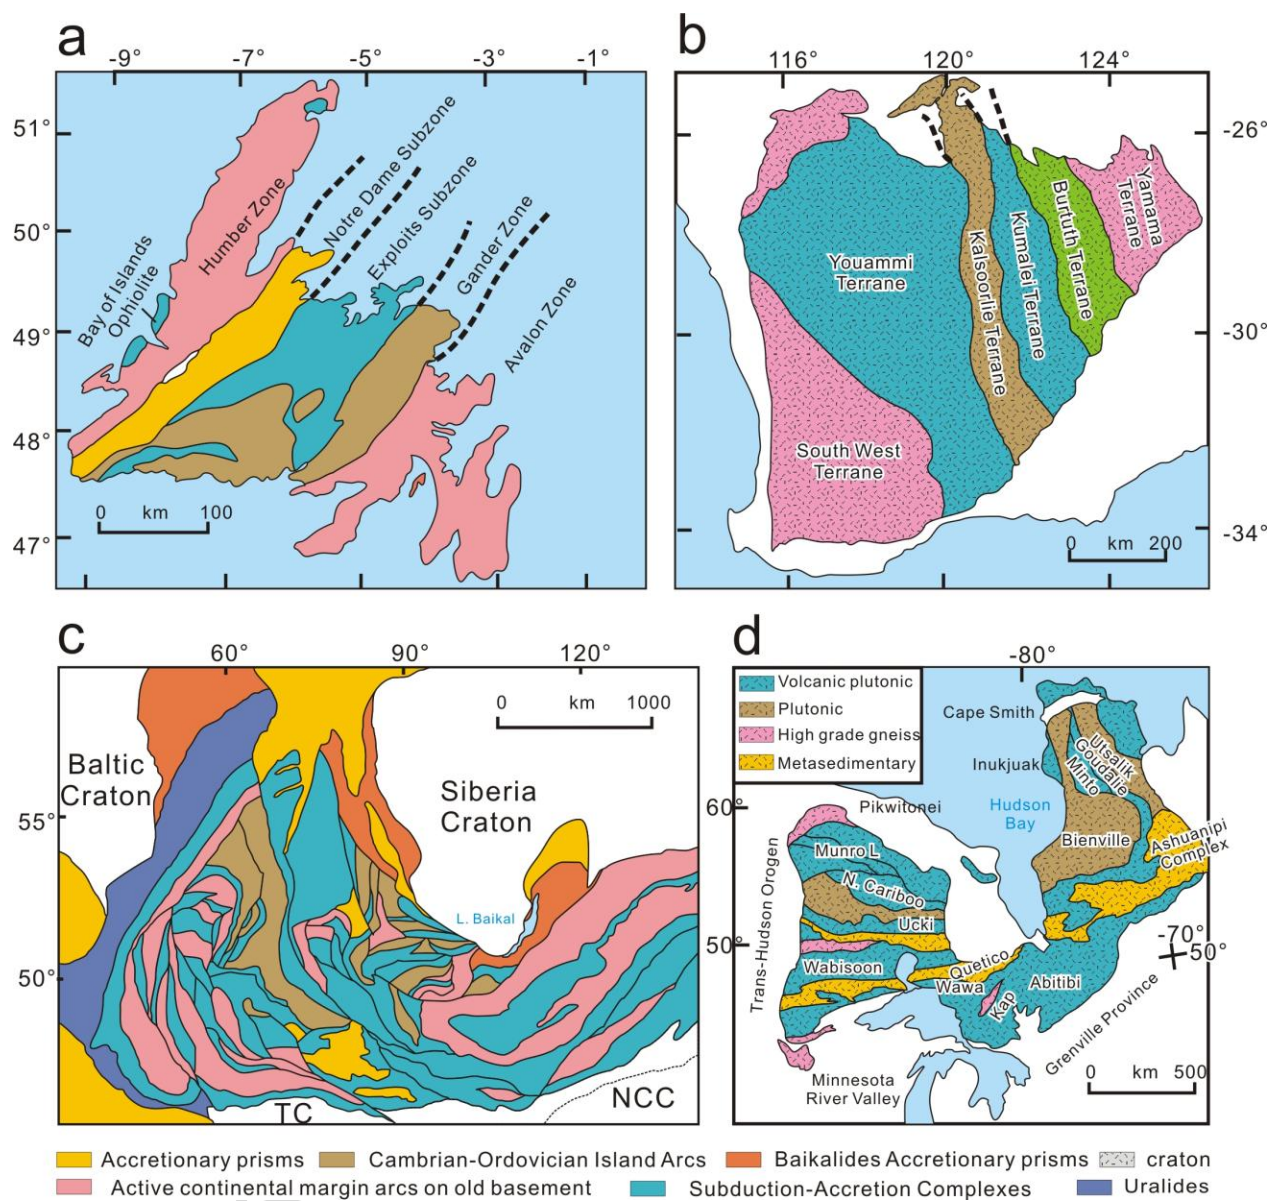 a
-9°
-7°
-5°
-3°
-1°
51°
50°
49°
48°
47°
Bay of Islands
Ophiolite
Humber Zone
Notre Dame Subzone
Exploits Subzone
Gander Zone
Avalon Zone
0 km 100
b
116°
120°
124°
-26°
-30°
-34°
Youammi
Terrane
South West
Terrane
Kalsoorlie Terrane
Kumalei Terrane
Burtuth Terrane
Yamama
Terrane
0 km 200
c
60°
90°
120°
0 km 1000
55°
50°
Baltic
Craton
Siberia
Craton
L. Baikal
TC
NCC
d
-80°
Volcanic plutonic
Plutonic
High grade gneiss
Metasedimentary
60°
50°
Cape Smith
Inukjuak
Hudson
Bay
Pikwitonei
Utsalik
Goudalie
Minto
Bienville
Ashuanipi
Complex
Trans-Hudson Orogen
Munro L
N. Cariboo
Ucki
Wabisoon
Quetico
Wawa
Kap
Abitibi
-70°
50°
Grenville Province
Minnesota
River Valley
0 km 500
Accretionary prisms Cambrian-Ordovician Island Arcs Baikalides Accretionary prisms craton
Active continental margin arcs on old basement Subduction-Accretion Complexes Uralides